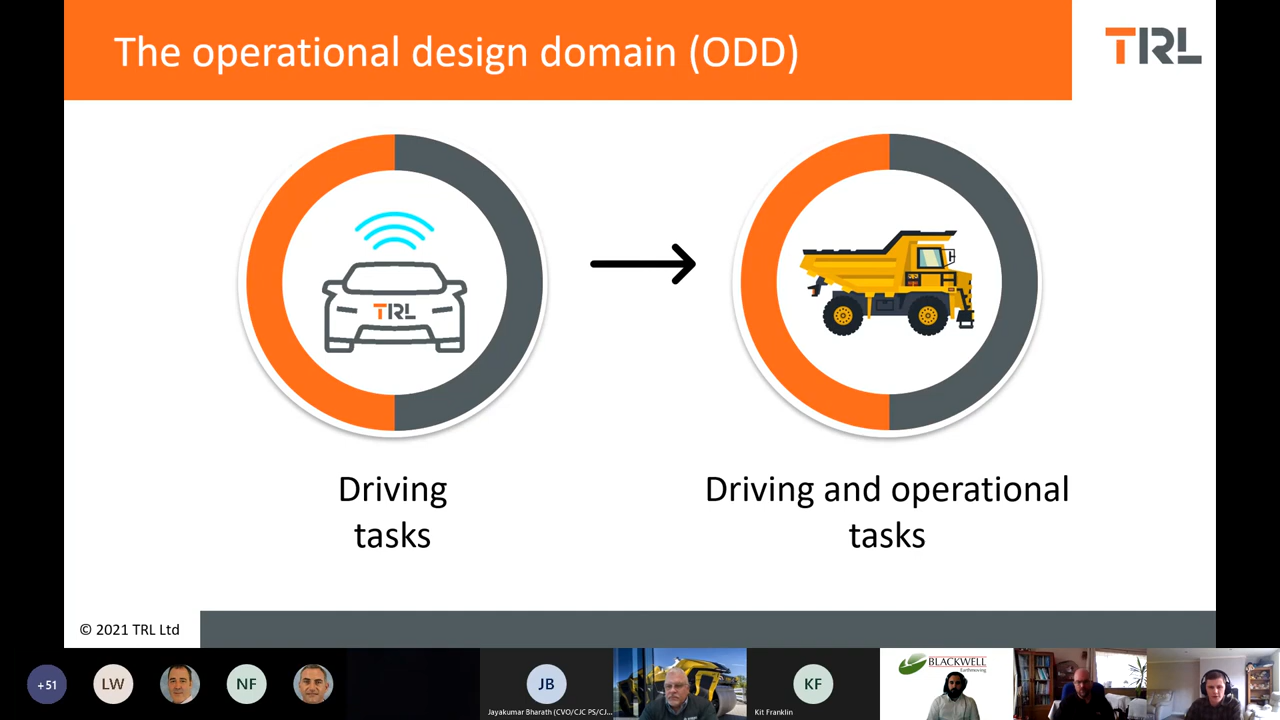 The operational design domain (ODD)
TRL
TRL
Driving
tasks
Driving and operational
tasks
© 2021 TRL Ltd
+51
LW
NF
JB
Jayakumar Bharath (CVO/CJC PS/CJ...
KF
Kit Franklin
BLACKWELL
Earthmoving